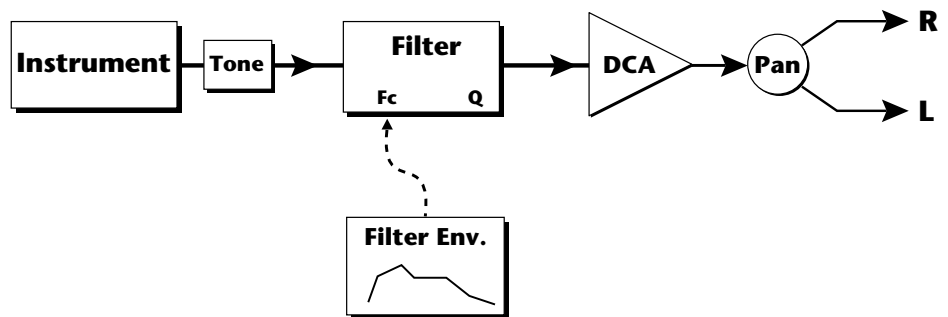 Instrument
Tone
Filter
Fc
Q
DCA
Pan
R
L
Filter Env.